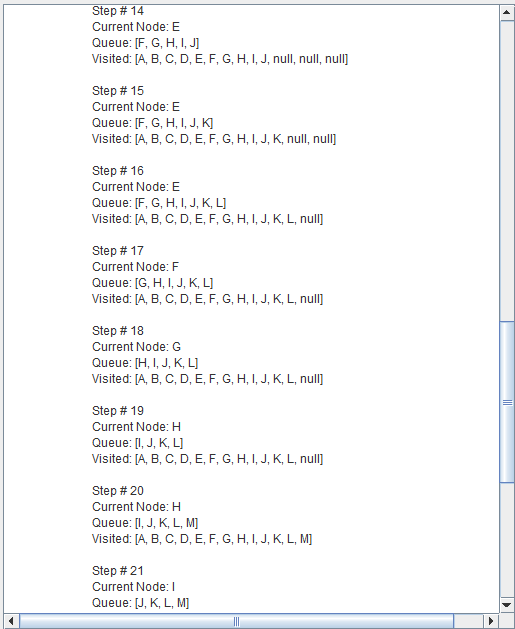 Step # 14
Current Node: E
Queue: [F, G, H, I, J]
Visited: [A, B, C, D, E, F, G, H, I, J, null, null, null]
Step # 15
Current Node: E
Queue: [F, G, H, I, J, K]
Visited: [A, B, C, D, E, F, G, H, I, J, K, null, null]
Step # 16
Current Node: E
Queue: [F, G, H, I, J, K, L]
Visited: [A, B, C, D, E, F, G, H, I, J, K, L, null]
Step # 17
Current Node: F
Queue: [G, H, I, J, K, L]
Visited: [A, B, C, D, E, F, G, H, I, J, K, L, null]
Step # 18
Current Node: G
Queue: [H, I, J, K, L]
Visited: [A, B, C, D, E, F, G, H, I, J, K, L, null]
Step # 19
Current Node: H
Queue: [I, J, K, L]
Visited: [A, B, C, D, E, F, G, H, I, J, K, L, null]
Step # 20
Current Node: H
Queue: [I, J, K, L, M]
Visited: [A, B, C, D, E, F, G, H, I, J, K, L, M]
Step # 21
Current Node: I
Queue: [J, K, L, M]